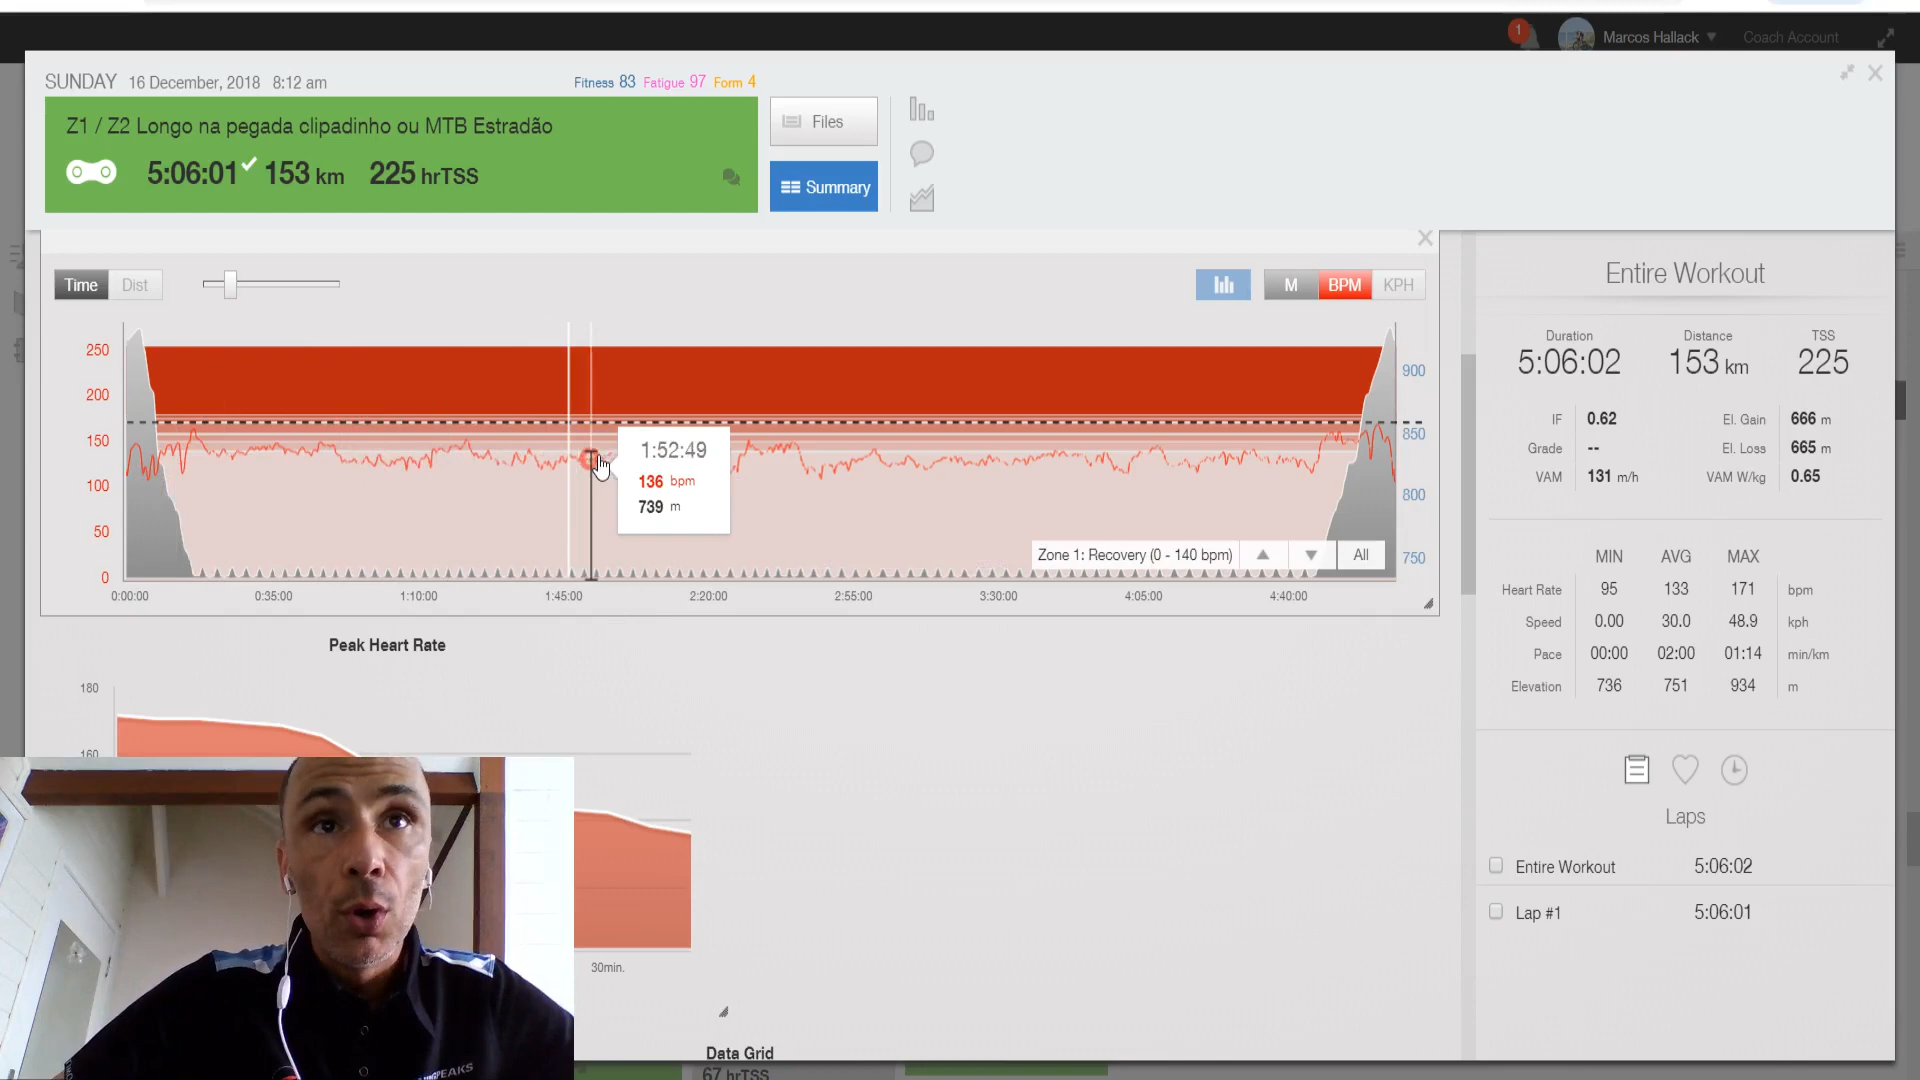 1
Marcos Hallack
Coach Account
SUNDAY 16 December, 2018 8:12 am
Fitness 83 Fatigue 97 Form 4
Z1 / Z2 Longo na pegada clipadinho ou MTB Estradão
5:06:01 153 km 225 hrTSS
Files
Summary
Time Dist
M BPM KPH
250
200
150
100
50
0
900
850
800
750
1:52:49
136 bpm
739 m
Zone 1: Recovery (0 - 140 bpm)
All
0:00:00 0:35:00 1:10:00 1:45:00 2:20:00 2:55:00 3:30:00 4:05:00 4:40:00
Peak Heart Rate
180
160
30min.
Data Grid
67 hrTSS
PEAKS
Entire Workout
Duration Distance TSS
5:06:02 153 km 225
IF 0.62 El. Gain 666 m
Grade -- El. Loss 665 m
VAM 131 m/h VAM W/kg 0.65
MIN AVG MAX
Heart Rate 95 133 171 bpm
Speed 0.00 30.0 48.9 kph
Pace 00:00 02:00 01:14 min/km
Elevation 736 751 934 m
Laps
Entire Workout 5:06:02
Lap #1 5:06:01